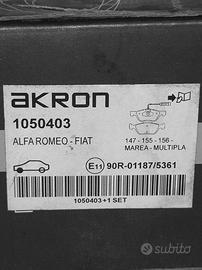 akron
1050403
ALFA ROMEO - FIAT
147 - 155 - 156 -
MAREA - MULTIPLA
E11 90R-01187/5361
1050403 +1 SET
subito